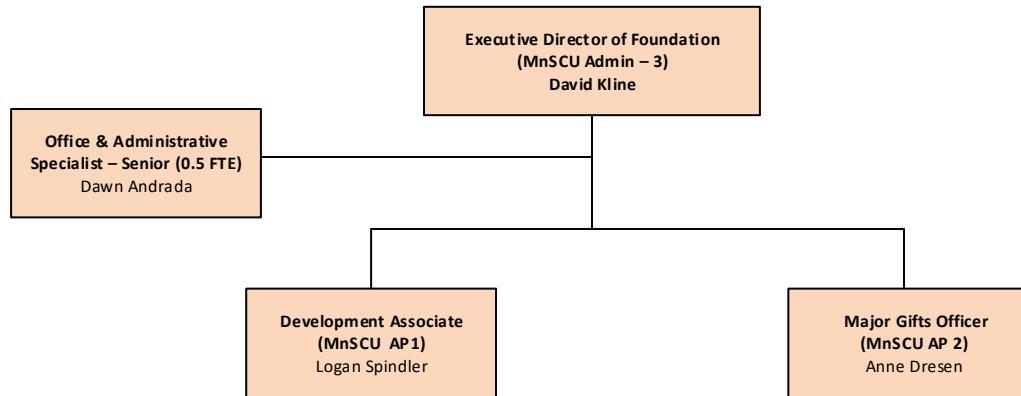 Executive Director of Foundation
(MnSCU Admin – 3)
David Kline
Office & Administrative
Specialist – Senior (0.5 FTE)
Dawn Andrada
Development Associate
(MnSCU AP1)
Logan Spindler
Major Gifts Officer
(MnSCU AP 2)
Anne Dresen